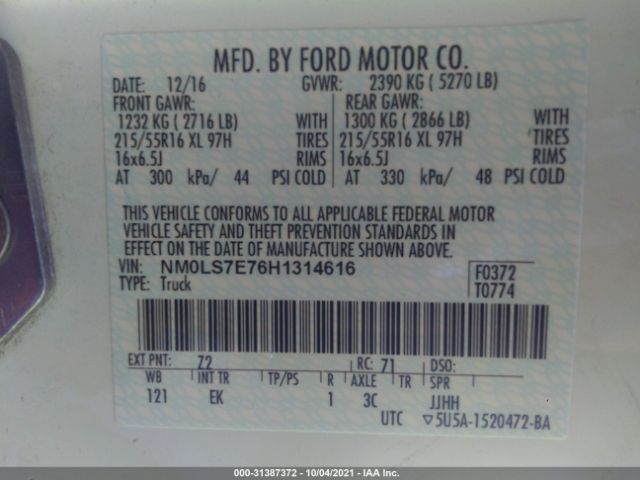 MFD. BY FORD MOTOR CO.
DATE: 12/16 GVWR: 2390 KG ( 5270 LB)
FRONT GAWR: REAR GAWR:
1232 KG ( 2716 LB) WITH 1300 KG ( 2866 LB) WITH
215/55R16 XL 97H TIRES 215/55R16 XL 97H TIRES
16x6.5J RIMS 16x6.5J RIMS
AT 300 kPa/ 44 PSI COLD AT 330 kPa/ 48 PSI COLD
THIS VEHICLE CONFORMS TO ALL APPLICABLE FEDERAL MOTOR
VEHICLE SAFETY AND THEFT PREVENTION STANDARDS IN
EFFECT ON THE DATE OF MANUFACTURE SHOWN ABOVE.
VIN: NM0LS7E76H1314616 F0372
TYPE: Truck T0774
EXT PNT: Z2 RC: 71 DSO:
WB INT TR TP/PS R AXLE TR SPR
121 EK 1 3C JJHH
UTC ▽5U5A-1520472-BA
000-31387372 - 10/04/2021 - IAA Inc.